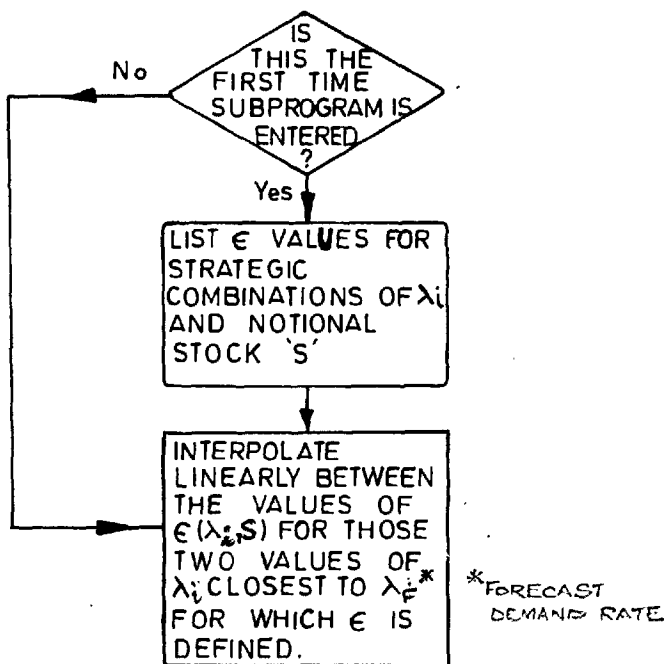 IS
THIS THE
FIRST TIME
SUBPROGRAM IS
ENTERED
?
No
Yes
LIST ϵ VALUES FOR
STRATEGIC
COMBINATIONS OF λi
AND NOTIONAL
STOCK 'S'
INTERPOLATE
LINEARLY BETWEEN
THE VALUES OF
ϵ(λi,S) FOR THOSE
TWO VALUES OF
λi CLOSEST TO λF*
FOR WHICH ϵ IS
DEFINED.
*FORECAST
DEMAND RATE